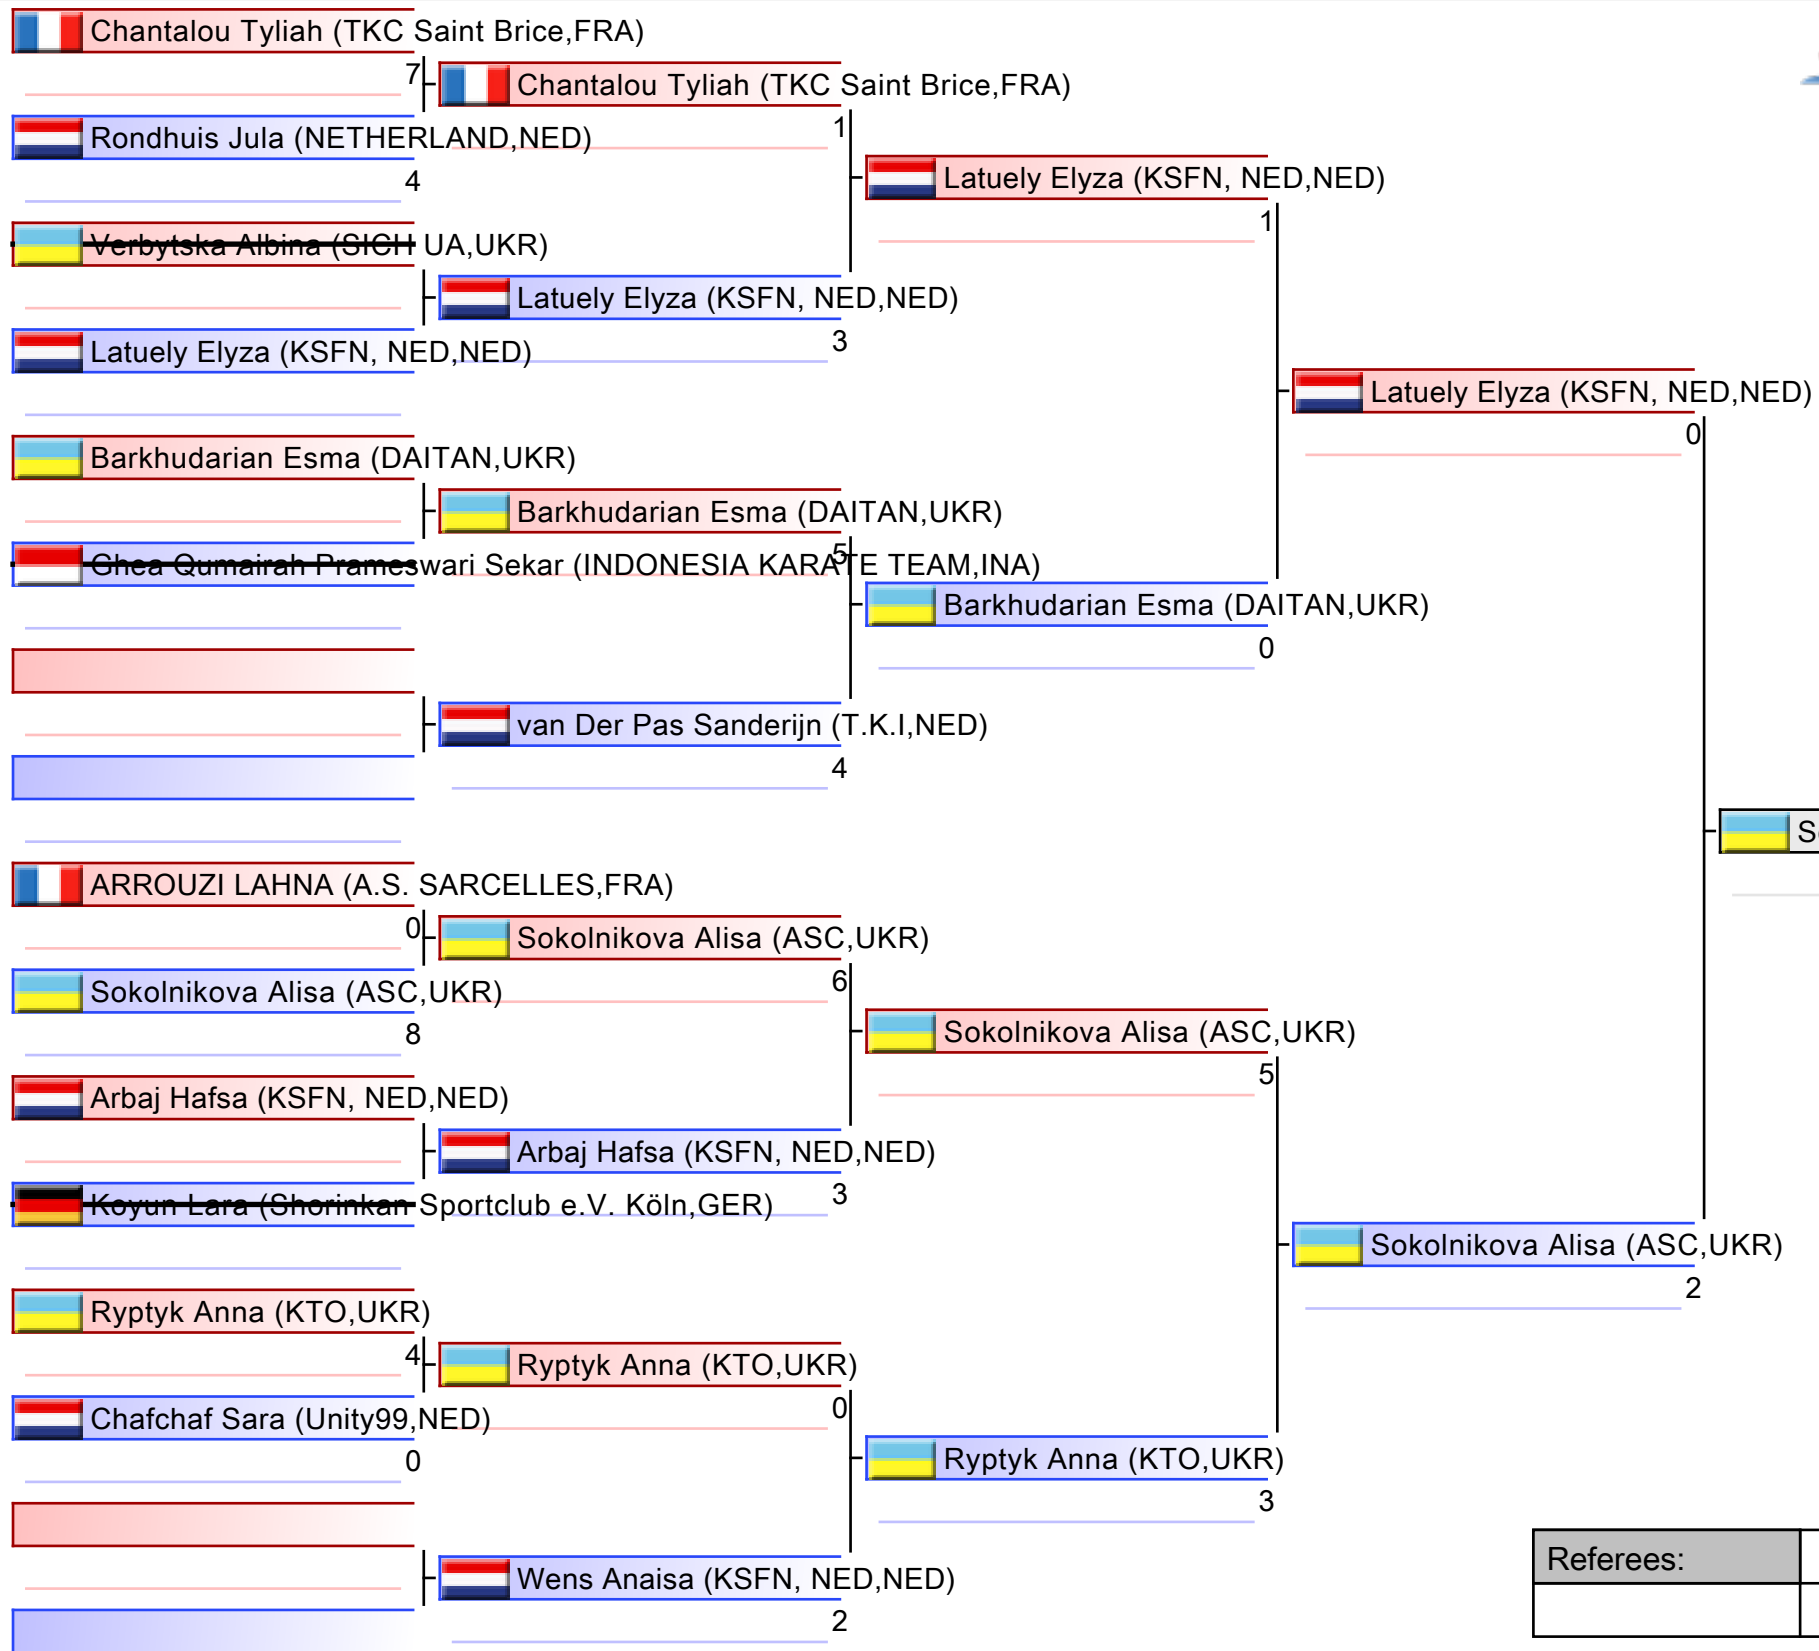 Chantalou Tyliah (TKC Saint Brice,FRA)
7
Rondhuis Jula (NETHERLAND,NED)
4
Verbytska Albina (SICH UA,UKR)
Latuely Elyza (KSFN, NED,NED)
Barkhudarian Esma (DAITAN,UKR)
Ghea Qumairah Prameswari Sekar (INDONESIA KARATE TEAM,INA)
ARROUZI LAHNA (A.S. SARCELLES,FRA)
0
Sokolnikova Alisa (ASC,UKR)
8
Arbaj Hafsa (KSFN, NED,NED)
Koyun Lara (Shorinkan Sportclub e.V. Köln,GER)
Ryptyk Anna (KTO,UKR)
4
Chafchaf Sara (Unity99,NED)
0
Chantalou Tyliah (TKC Saint Brice,FRA)
1
Latuely Elyza (KSFN, NED,NED)
3
Barkhudarian Esma (DAITAN,UKR)
5
van Der Pas Sanderijn (T.K.I,NED)
4
Sokolnikova Alisa (ASC,UKR)
6
Arbaj Hafsa (KSFN, NED,NED)
3
Ryptyk Anna (KTO,UKR)
0
Wens Anaisa (KSFN, NED,NED)
2
Latuely Elyza (KSFN, NED,NED)
1
Barkhudarian Esma (DAITAN,UKR)
0
Sokolnikova Alisa (ASC,UKR)
5
Ryptyk Anna (KTO,UKR)
3
Latuely Elyza (KSFN, NED,NED)
0
Sokolnikova Alisa (ASC,UKR)
2
Referees: